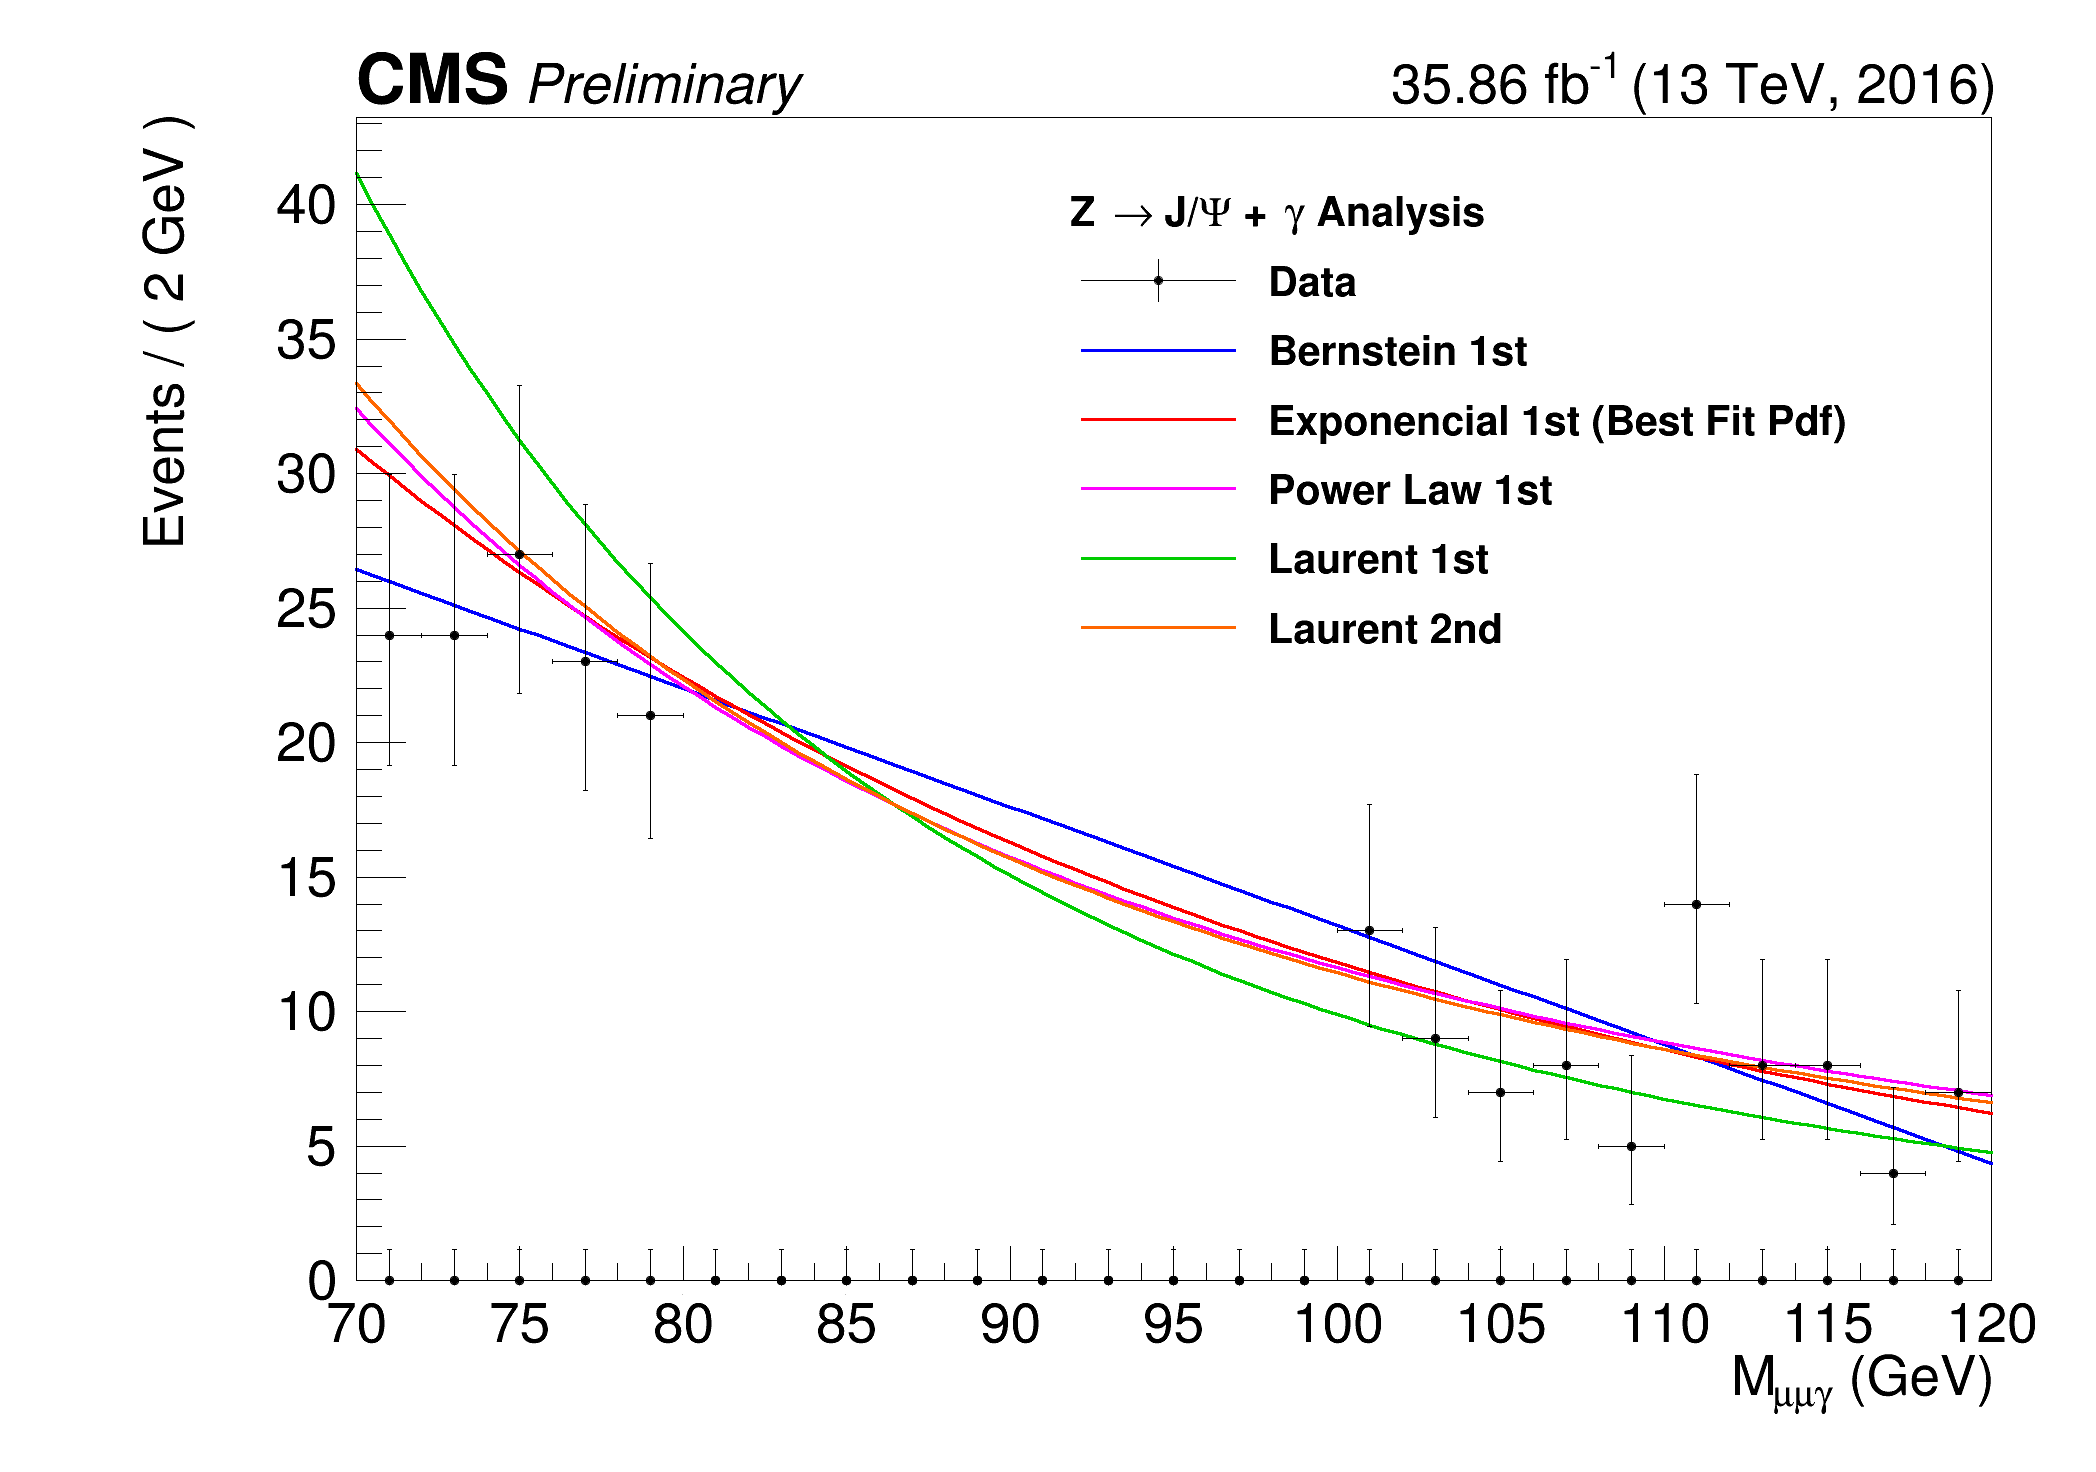 CMS Preliminary
35.86 fb-1 (13 TeV, 2016)
Events / ( 2 GeV )
40
35
30
25
20
15
10
5
0
Z → J/Ψ + γ Analysis
Data
Bernstein 1st
Exponencial 1st (Best Fit Pdf)
Power Law 1st
Laurent 1st
Laurent 2nd
70 75 80 85 90 95 100 105 110 115 120
Mμμγ (GeV)